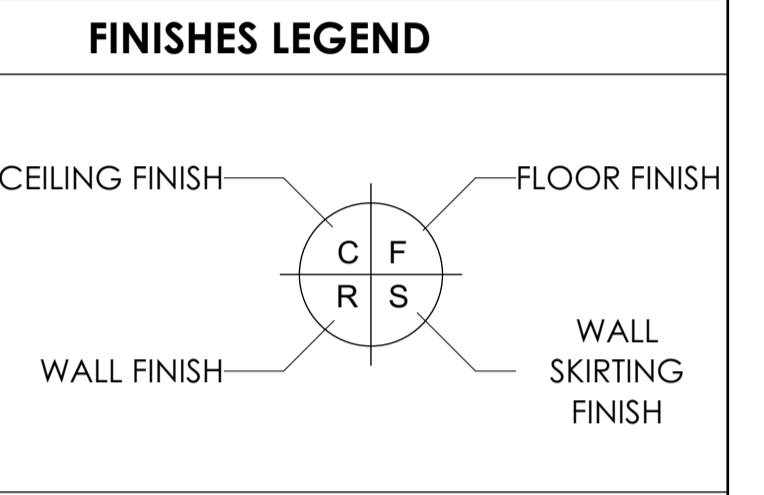 FINISHES LEGEND
CEILING FINISH
FLOOR FINISH
C F
R S
WALL FINISH
WALL
SKIRTING
FINISH